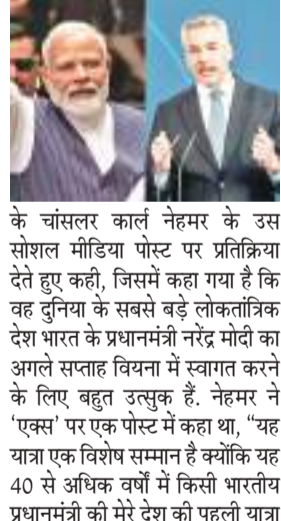 के चांसलर कार्ल नेहमर के उस
सोशल मीडिया पोस्ट पर प्रतिक्रिया
देते हुए कही, जिसमें कहा गया है कि
वह दुनिया के सबसे बड़े लोकतांत्रिक
देश भारत के प्रधानमंत्री नरेंद्र मोदी का
अगले सप्ताह वियना में स्वागत करने
के लिए बहुत उत्सुक हैं. नेहमर ने
‘एक्स’ पर एक पोस्ट में कहा था, “यह
यात्रा एक विशेष सम्मान है क्योंकि यह
40 से अधिक वर्षों में किसी भारतीय
प्रधानमंत्री की मेरे देश की पहली यात्रा